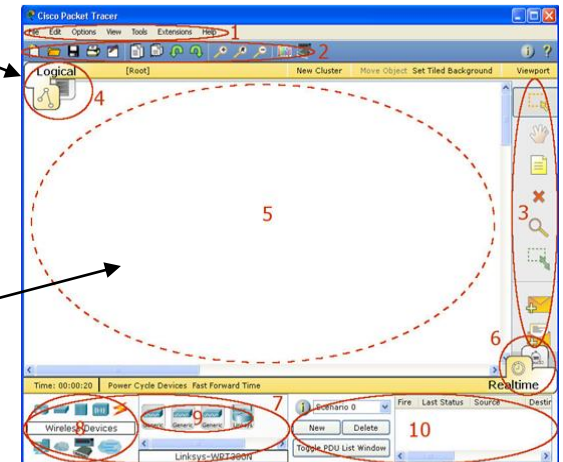 Cisco Packet Tracer
File Edit Options View Tools Extensions Help 1
2
Logical [Root] New Cluster Move Object Set Tiled Background Viewport
4
5
3
6
Realtime
Time: 00:00:20 Power Cycle Devices Fast Forward Time
7
Scenario 0
Fire Last Status Source Destin
9
Generic Generic Generic Linksys
8
Wireless Devices
New Delete
10
Toggle PDU List Window
Linksys-WRT300N